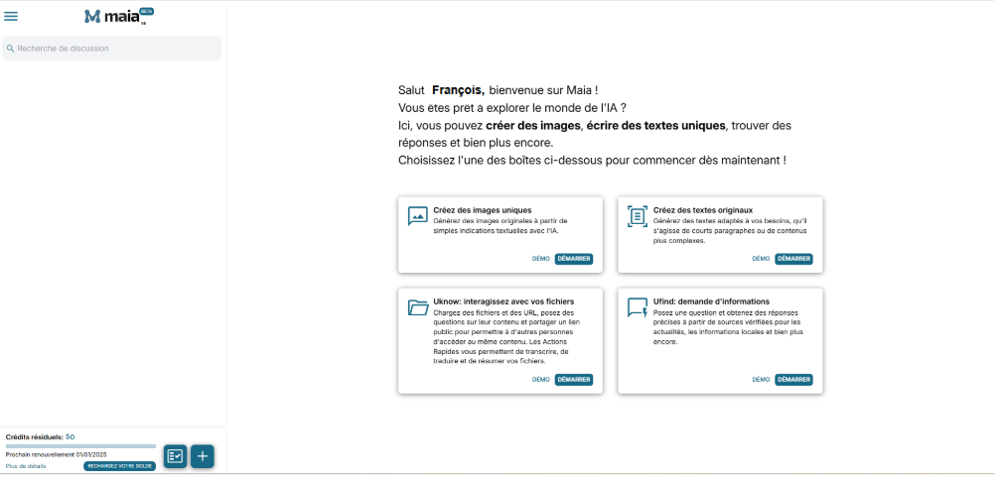 maia BETA
V6
Recherche de discussion
Salut François, bienvenue sur Maia !
Vous êtes prêt à explorer le monde de l'IA ?
Ici, vous pouvez créer des images, écrire des textes uniques, trouver des
réponses et bien plus encore.
Choisissez l'une des boîtes ci-dessous pour commencer dès maintenant !
Créez des images uniques
Générez des images originales à partir de
simples indications textuelles avec l'IA.
DÉMO DÉMARRER
Créez des textes originaux
Générez des textes adaptés à vos besoins, qu'il
s'agisse de courts paragraphes ou de contenus
plus complexes.
DÉMO DÉMARRER
Uknow: interagissez avec vos fichiers
Chargez des fichiers et des URL, posez des
questions sur leur contenu et partager un lien
public pour permettre à d'autres personnes
d'accéder au même contenu. Les Actions
Rapides vous permettent de transcrire, de
traduire et de résumer vos fichiers.
DÉMO DÉMARRER
Ufind: demande d'informations
Posez une question et obtenez des réponses
précises à partir de sources vérifiées pour les
actualités, les informations locales et bien plus
encore.
DÉMO DÉMARRER
Crédits résiduels: 50
Prochain renouvellement 01/01/2025
Plus de détails
RECHARGEZ VOTRE SOLDE